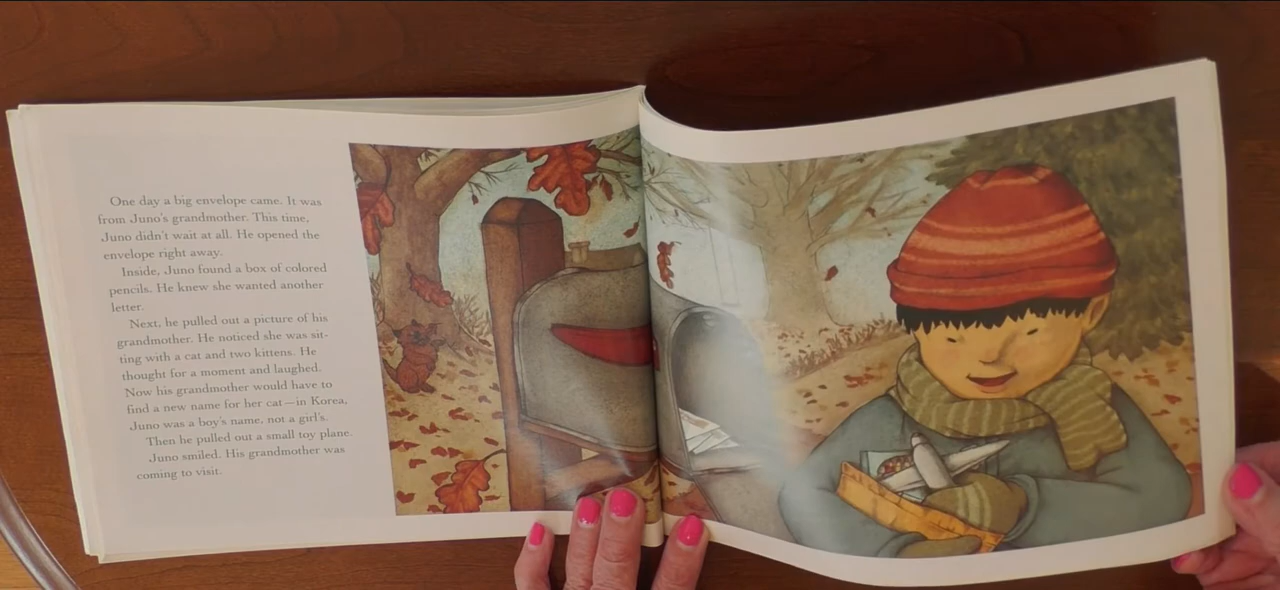 One day a big envelope came. It was
from Juno's grandmother. This time,
Juno didn't wait at all. He opened the
envelope right away.
Inside, Juno found a box of colored
pencils. He knew she wanted another
letter.
Next, he pulled out a picture of his
grandmother. He noticed she was sit-
ting with a cat and two kittens. He
thought for a moment and laughed.
Now his grandmother would have to
find a new name for her cat—in Korea,
Juno was a boy's name, not a girl's.
Then he pulled out a small toy plane.
Juno smiled. His grandmother was
coming to visit.